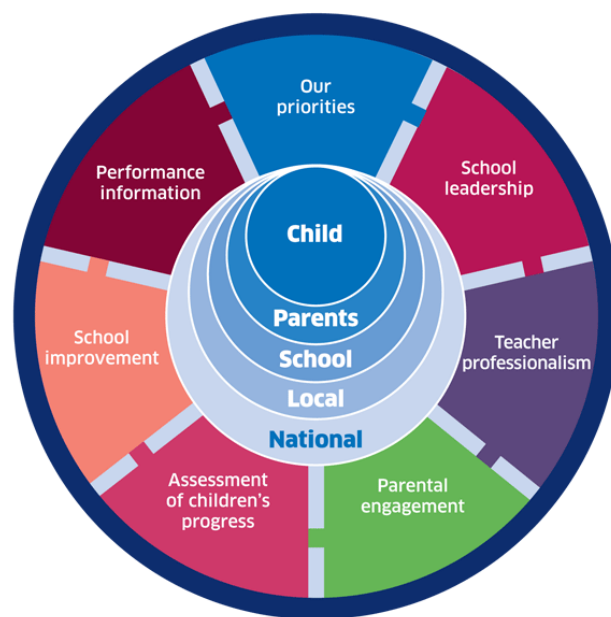 Our
priorities
School
leadership
Teacher
professionalism
Parental
engagement
Assessment
of children's
progress
School
improvement
Performance
information
Child
Parents
School
Local
National